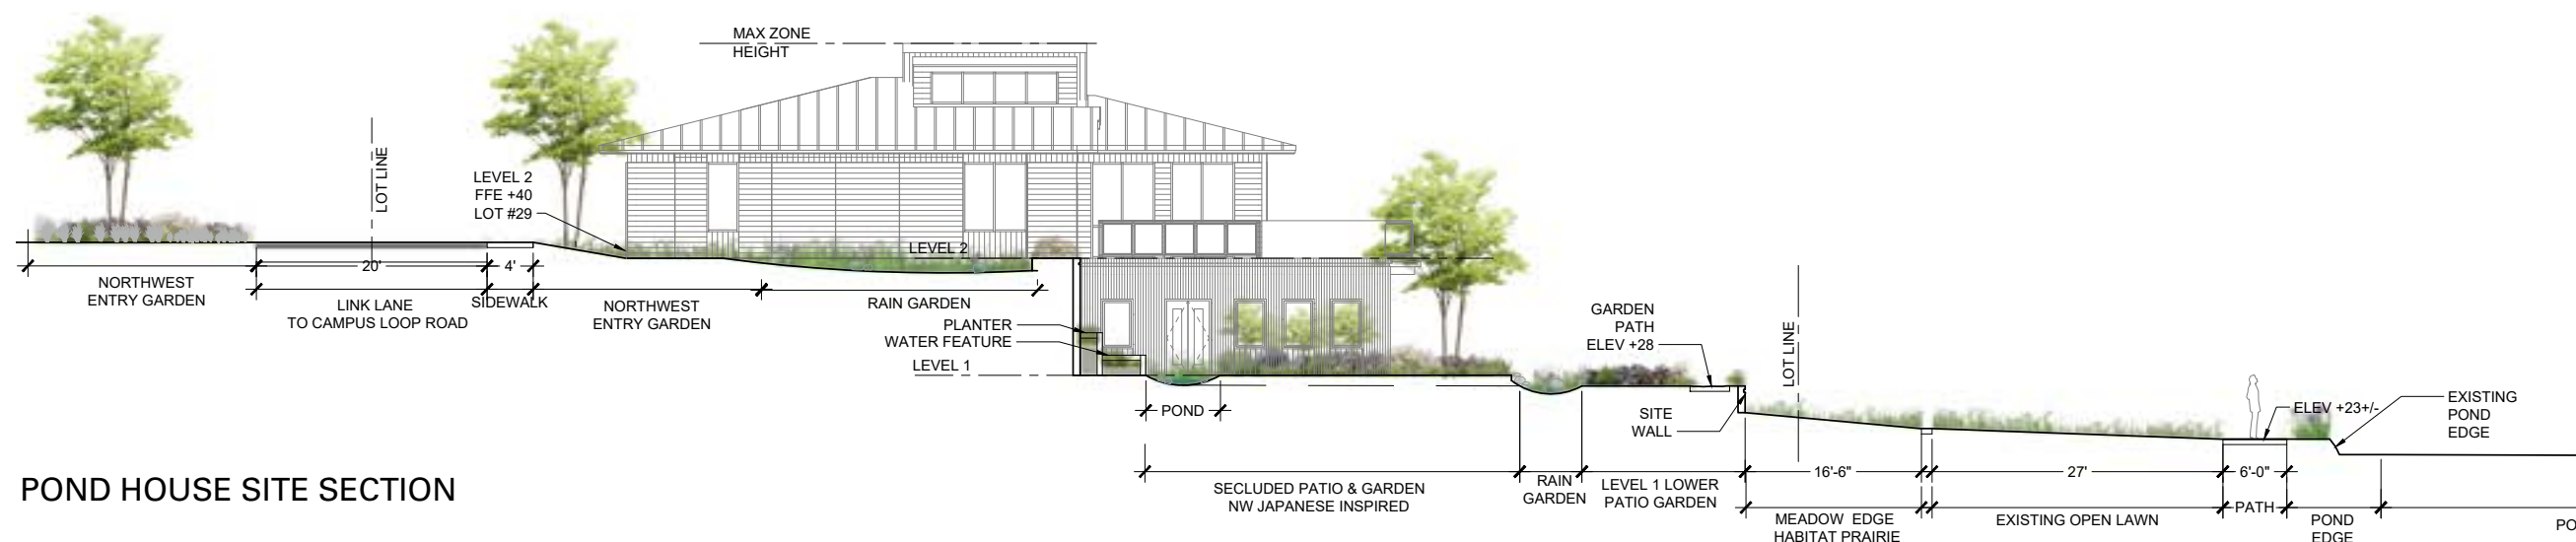 MAX ZONE
HEIGHT
LOT LINE
LEVEL 2
FFE +40
LOT #29
LEVEL 2
20'
4'
NORTHWEST
ENTRY GARDEN
LINK LANE
TO CAMPUS LOOP ROAD
SIDEWALK
NORTHWEST
ENTRY GARDEN
RAIN GARDEN
PLANTER
WATER FEATURE
LEVEL 1
POND
GARDEN
PATH
ELEV +28
LOT LINE
SITE
WALL
ELEV +23+/-
EXISTING
POND
EDGE
16'-6"
27'
6'-0"
SECLUDED PATIO & GARDEN
NW JAPANESE INSPIRED
RAIN
GARDEN
LEVEL 1 LOWER
PATIO GARDEN
MEADOW EDGE
HABITAT PRAIRIE
EXISTING OPEN LAWN
PATH
POND
EDGE
PO
POND HOUSE SITE SECTION